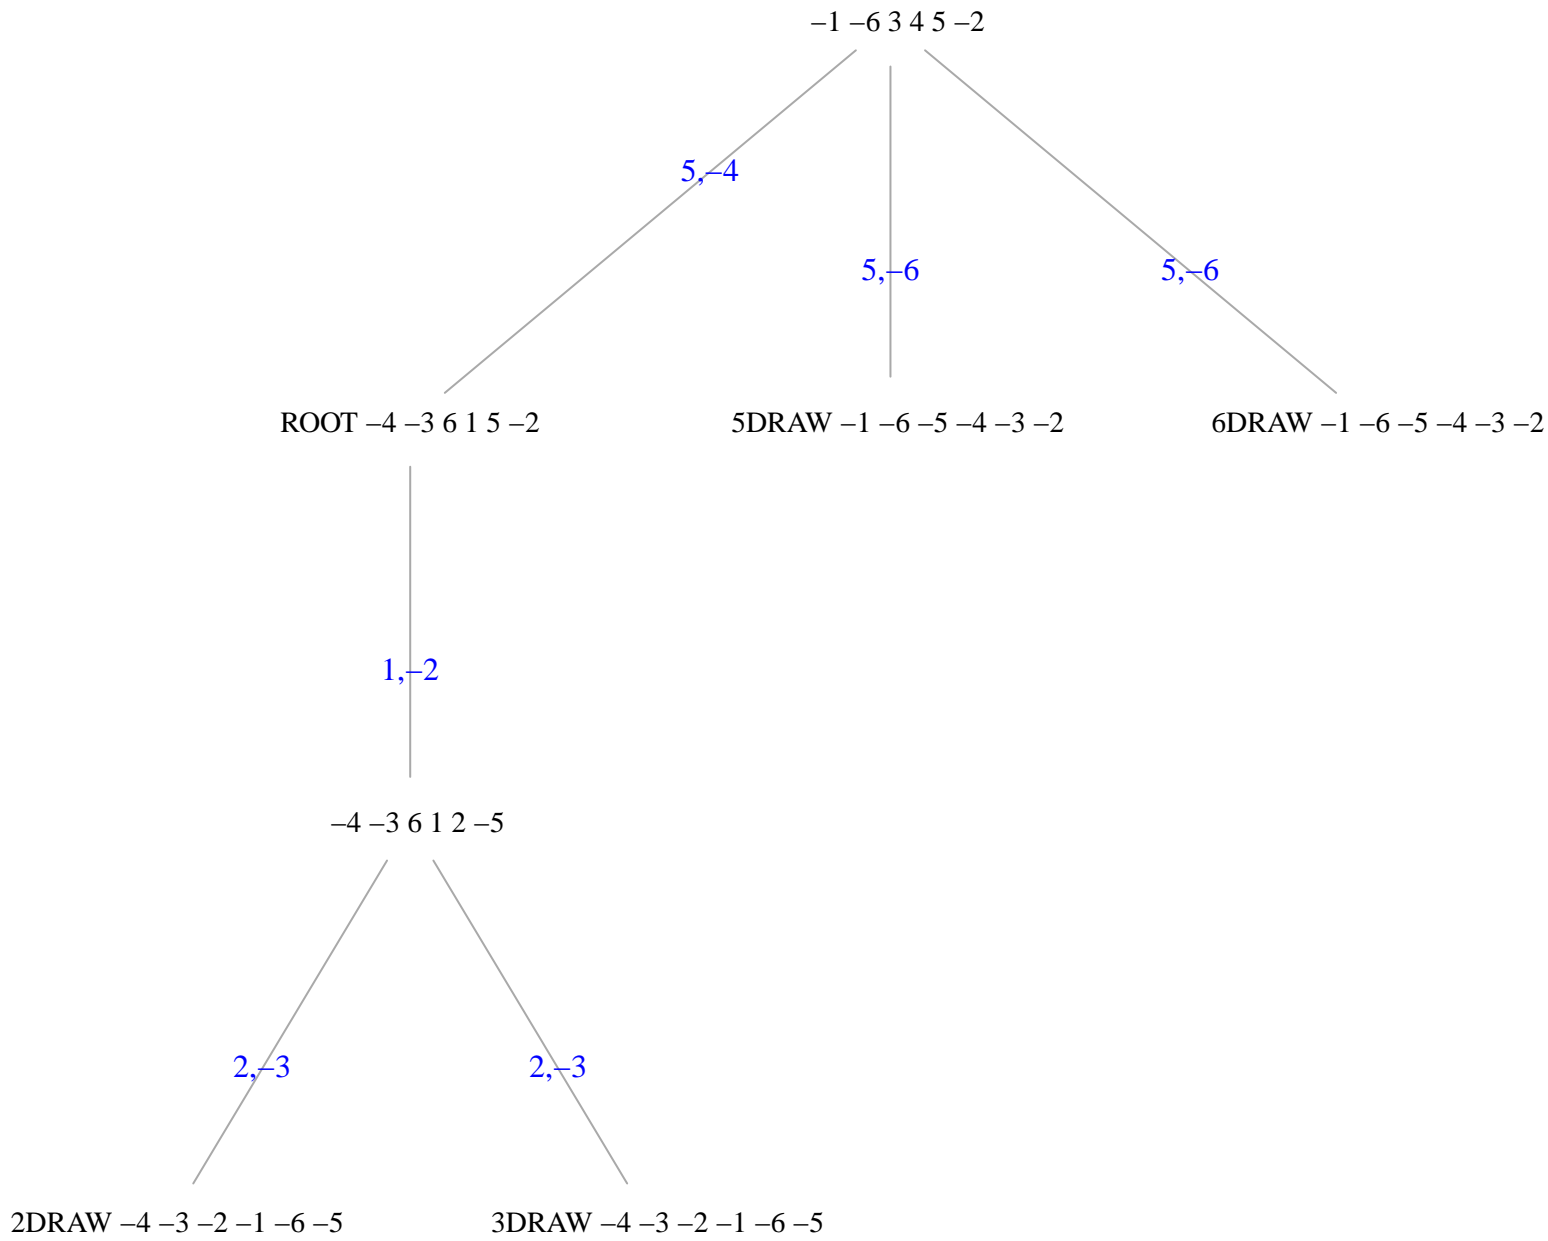 –1 –6 3 4 5 –2
5,–4
5,–6
5,–6
ROOT –4 –3 6 1 5 –2
5DRAW –1 –6 –5 –4 –3 –2
6DRAW –1 –6 –5 –4 –3 –2
1,–2
–4 –3 6 1 2 –5
2,–3
2,–3
2DRAW –4 –3 –2 –1 –6 –5
3DRAW –4 –3 –2 –1 –6 –5